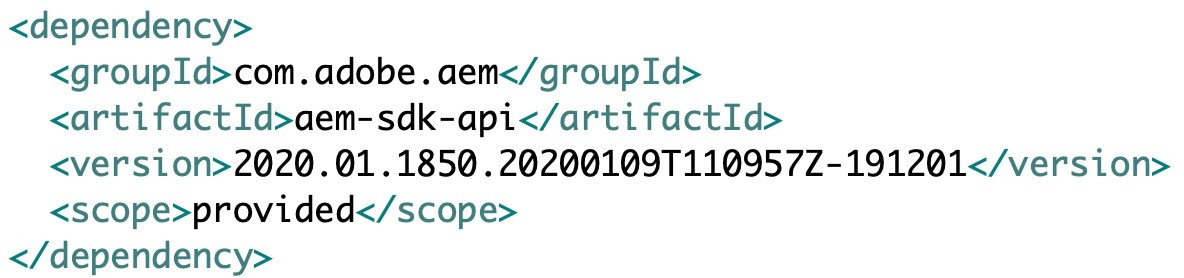 <dependency>
  <groupId>com.adobe.aem</groupId>
  <artifactId>aem-sdk-api</artifactId>
  <version>2020.01.1850.20200109T110957Z-191201</version>
  <scope>provided</scope>
</dependency>